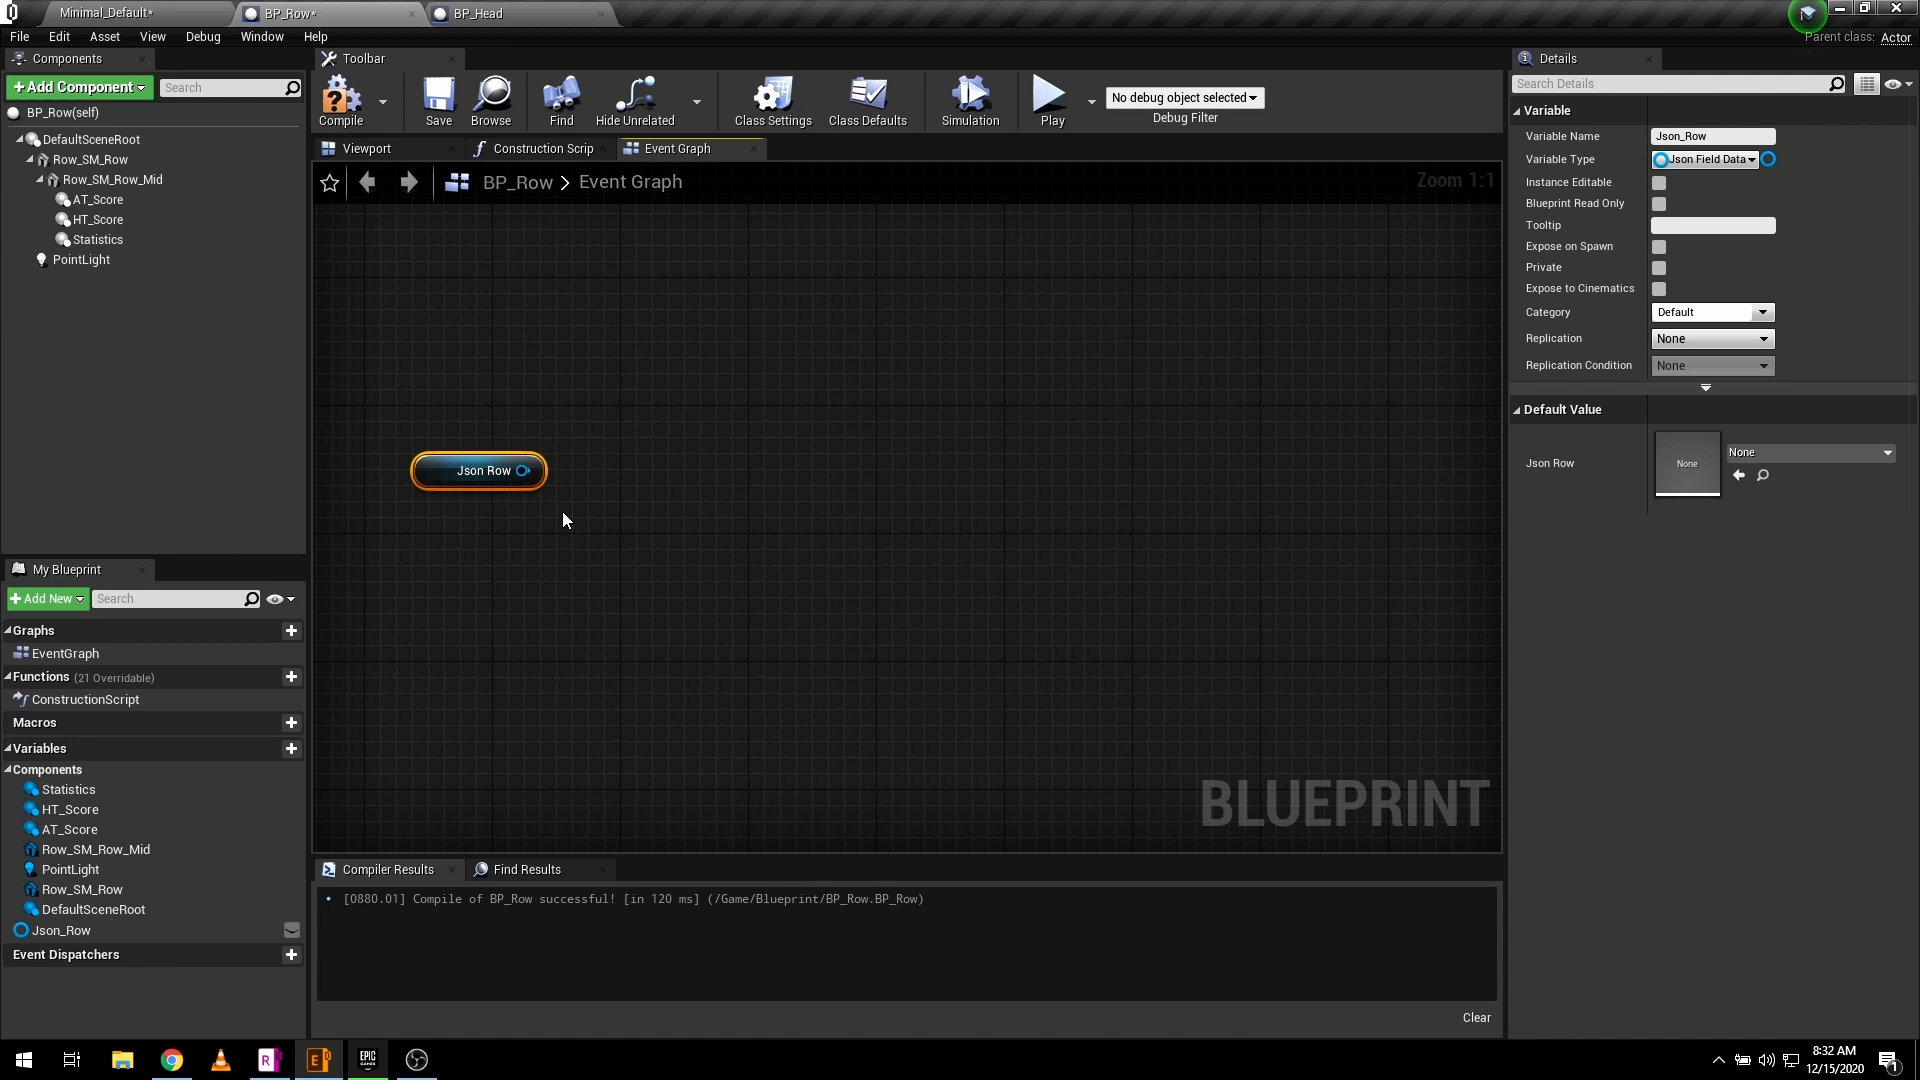 Minimal_Default*
BP_Row*
BP_Head
File Edit Asset View Debug Window Help
Parent class: Actor
Components
Toolbar
Details
+ Add Component
Search
Search Details
BP_Row(self)
DefaultSceneRoot
Row_SM_Row
Row_SM_Row_Mid
AT_Score
HT_Score
Statistics
PointLight
Compile
Save
Browse
Find
Hide Unrelated
Class Settings
Class Defaults
Simulation
Play
No debug object selected
Debug Filter
Viewport
Construction Scrip
Event Graph
BP_Row > Event Graph
Zoom 1:1
Json Row
BLUEPRINT
Variable
Variable Name Json_Row
Variable Type Json Field Data
Instance Editable
Blueprint Read Only
Tooltip
Expose on Spawn
Private
Expose to Cinematics
Category Default
Replication None
Replication Condition None
Default Value
Json Row
None
None
My Blueprint
+ Add New
Search
Graphs
EventGraph
Functions (21 Overridable)
ConstructionScript
Macros
Variables
Components
Statistics
HT_Score
AT_Score
Row_SM_Row_Mid
PointLight
Row_SM_Row
DefaultSceneRoot
Json_Row
Event Dispatchers
Compiler Results
Find Results
[0880.01] Compile of BP_Row successful! [in 120 ms] (/Game/Blueprint/BP_Row.BP_Row)
Clear
R
E
EPIC
GAMES
8:32 AM
12/15/2020
1